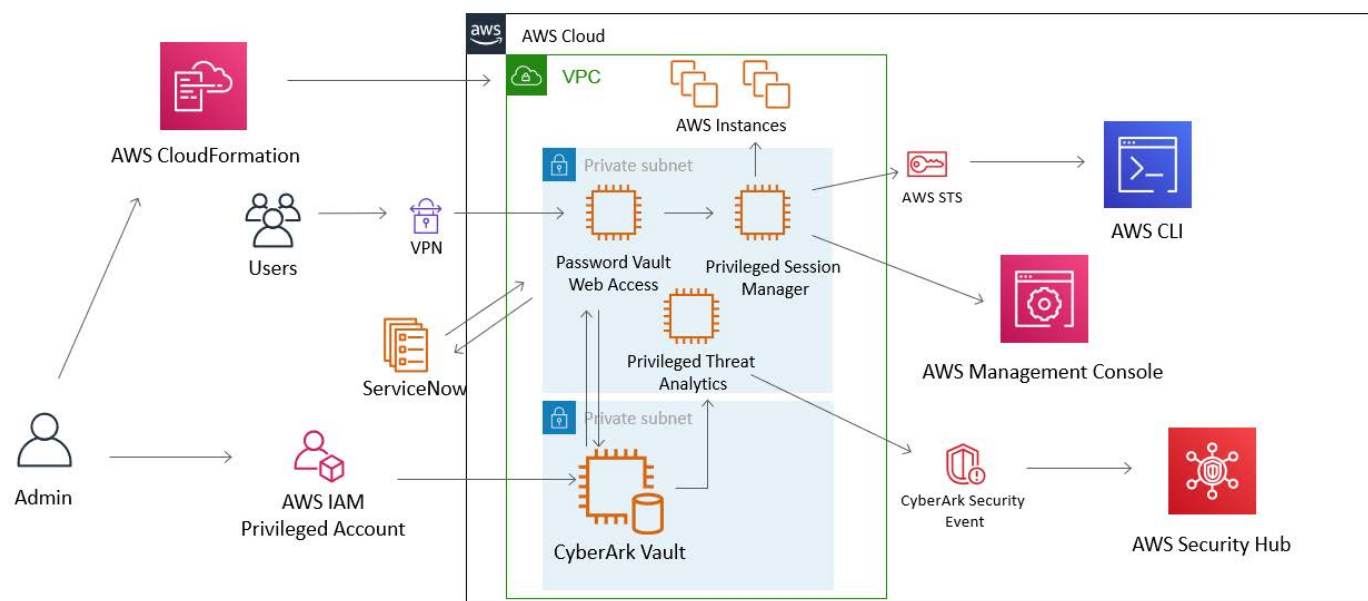 aws
AWS Cloud
VPC
AWS CloudFormation
AWS Instances
Private subnet
AWS STS
AWS CLI
Users
VPN
Password Vault
Web Access
Privileged Session
Manager
ServiceNow
Privileged Threat
Analytics
AWS Management Console
Private subnet
Admin
AWS IAM
Privileged Account
CyberArk Vault
CyberArk Security
Event
AWS Security Hub